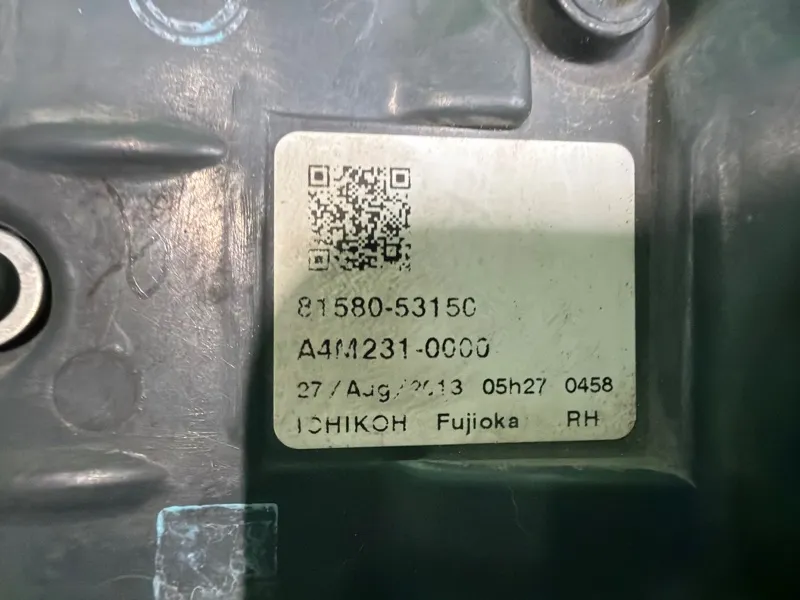 81580-53150
A4M231-0000
27/Aug/2013 05h27 0458
ICHIKOH Fujioka RH